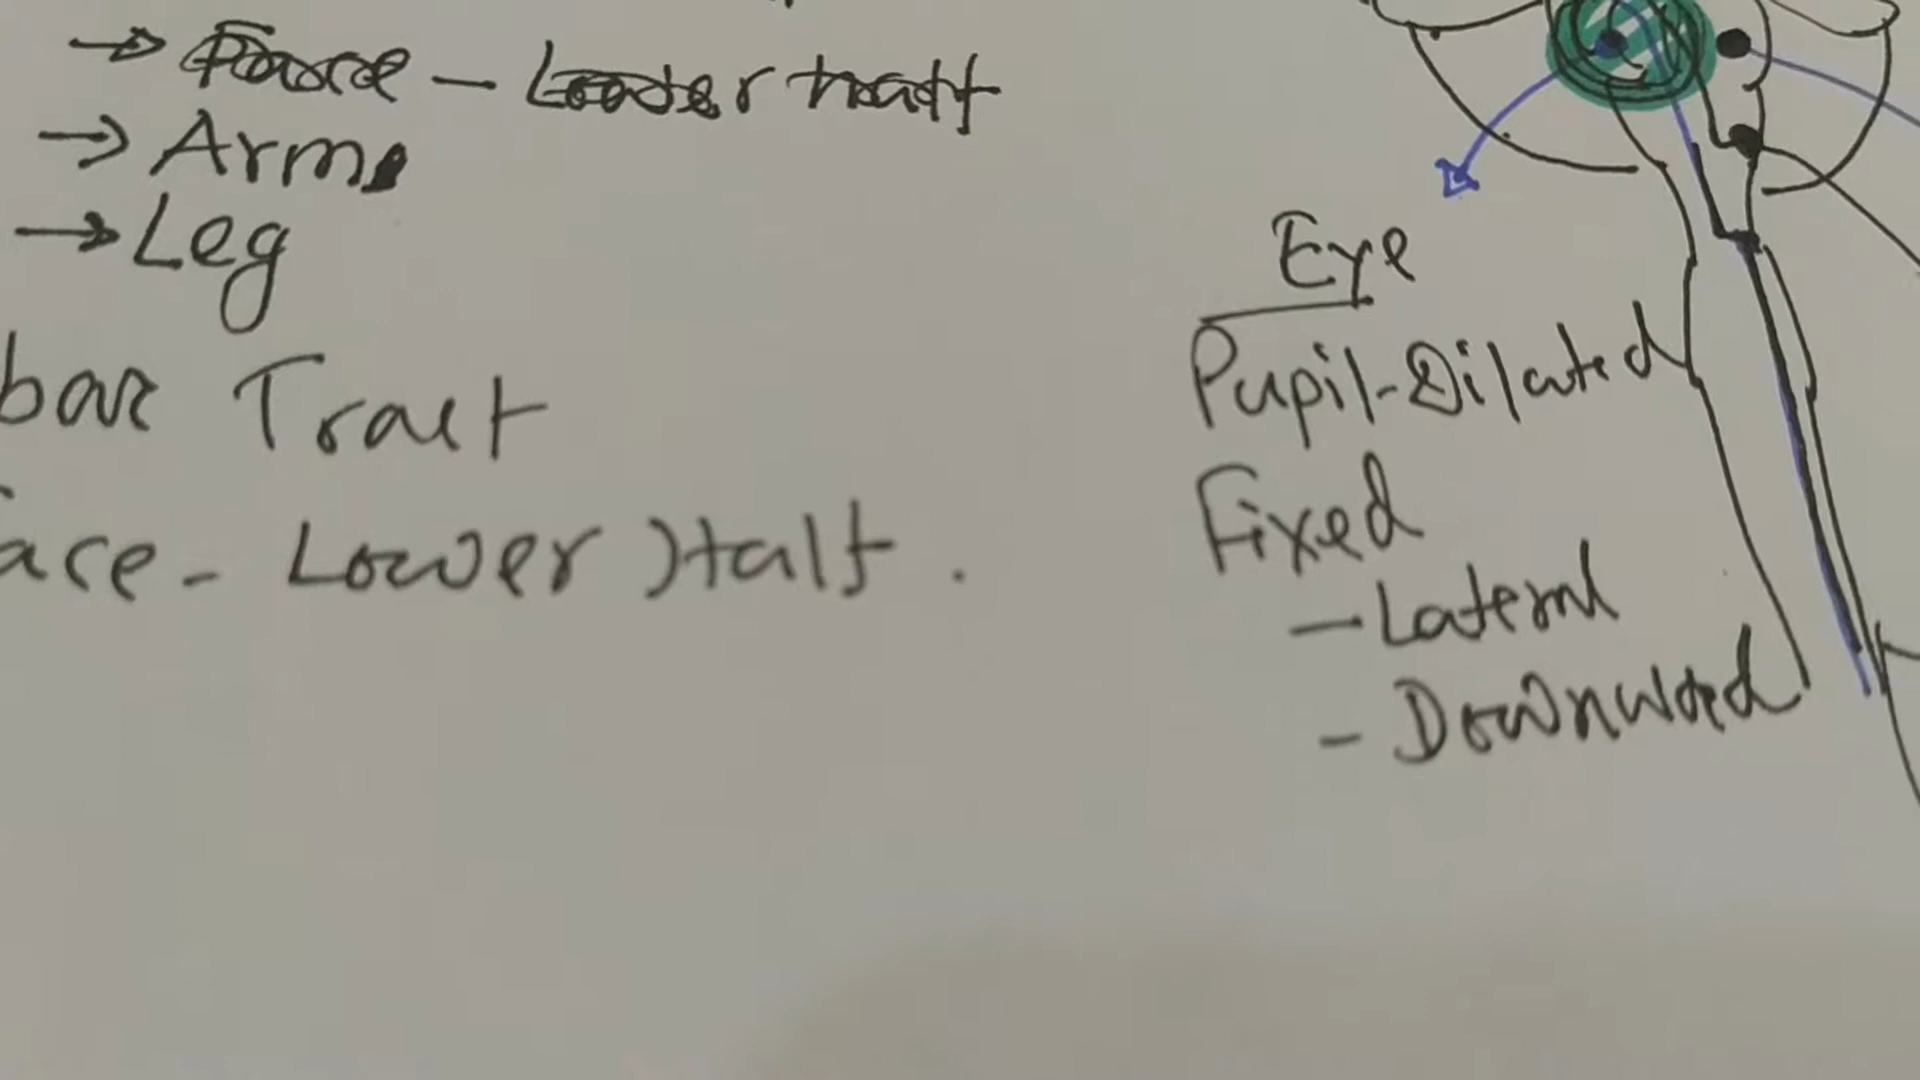 → Face - Lower half
→ Arm
→ Leg
bar Tract
ace - Lower Half.
Eye
Pupil - Dilated
Fixed
- Lateral
- Downward